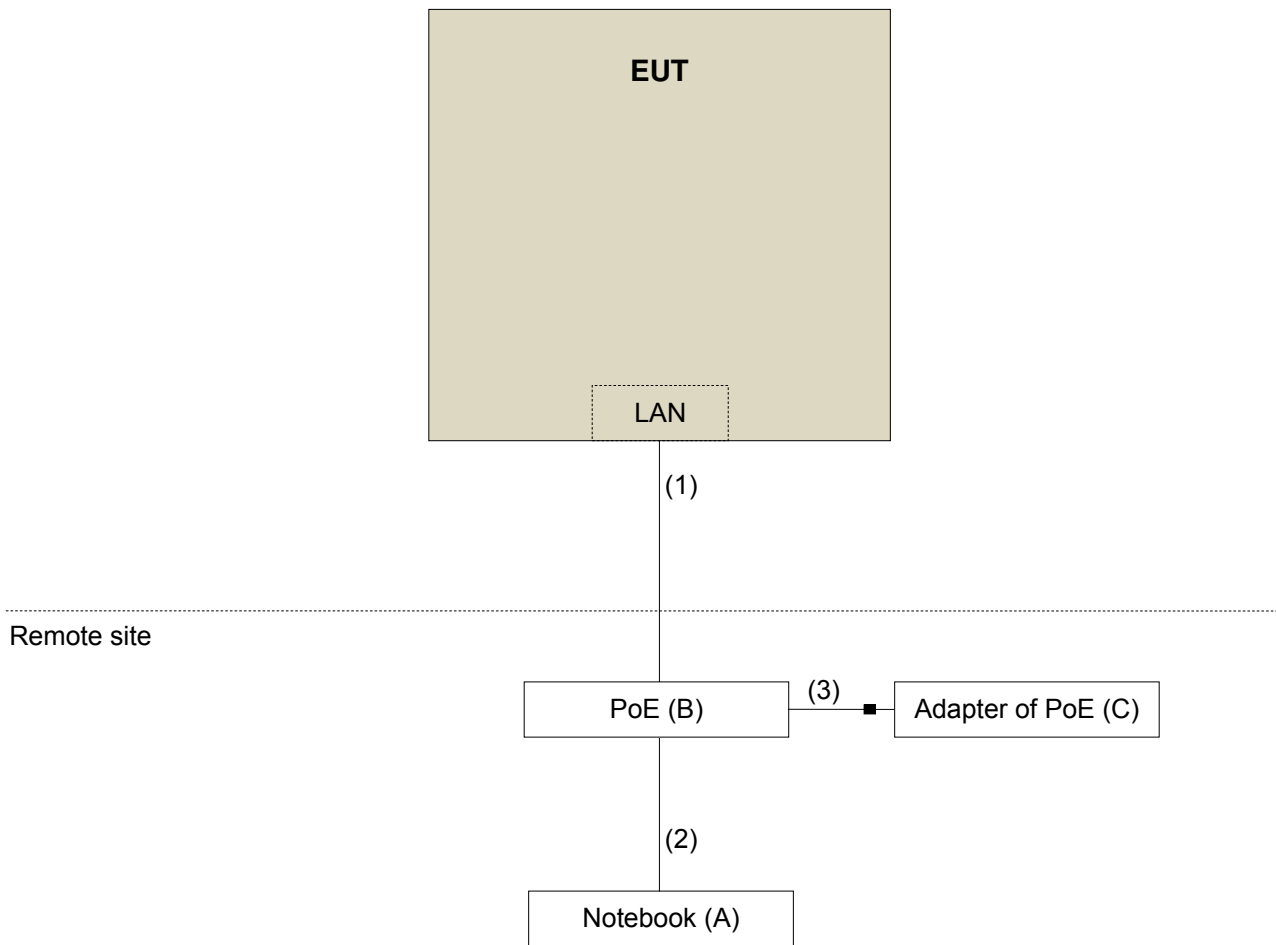 EUT
LAN
(1)
Remote site
PoE (B)
(3)
Adapter of PoE (C)
(2)
Notebook (A)